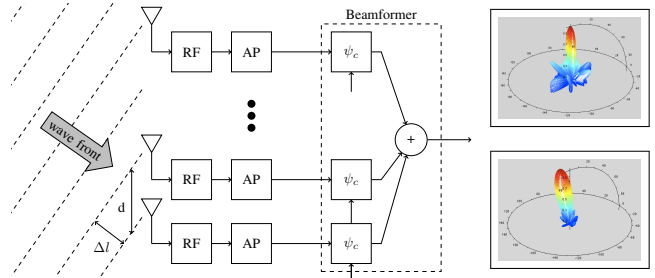 Beamformer
RF AP ψc
wave front
+
RF AP ψc
d
RF AP ψc
Δl